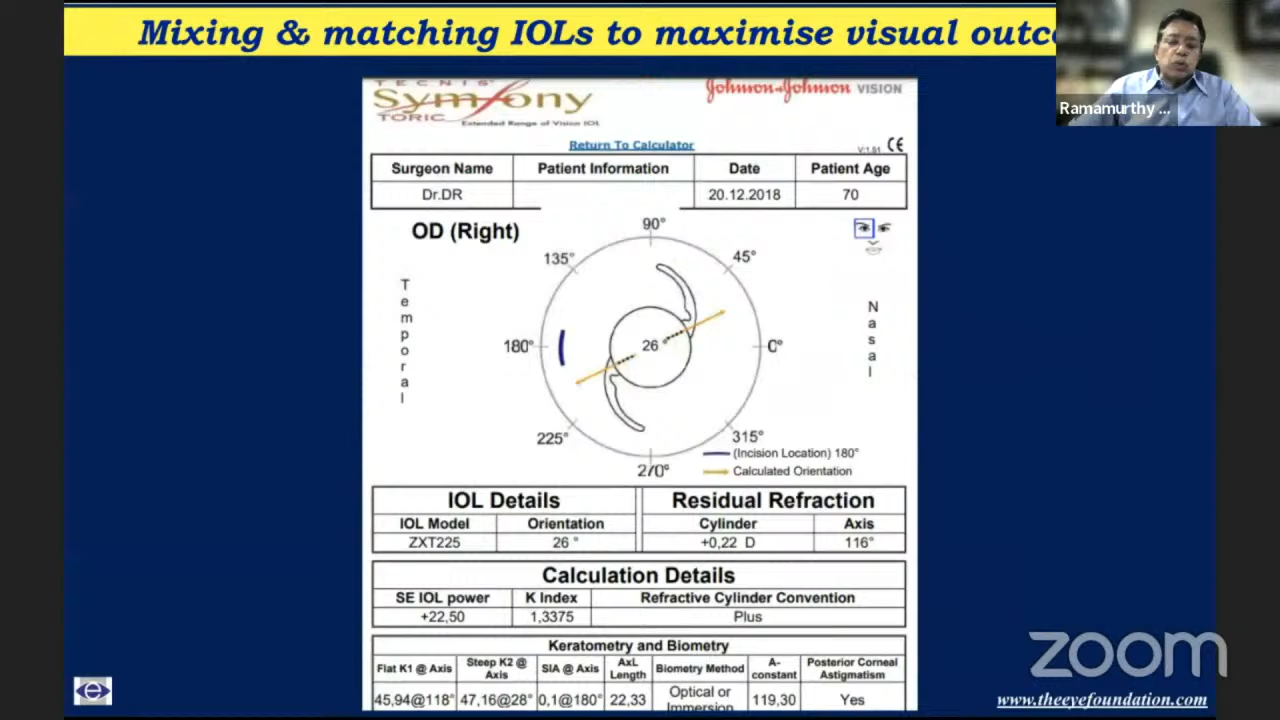 Mixing & matching IOLs to maximise visual outc
Ramamurthy ...
TECNIS
Symfony
TORIC Extended Range of Vision IOL
Johnson+Johnson VISION
Return To Calculator
V:1.81 CE
Surgeon Name Patient Information Date Patient Age
Dr.DR 20.12.2018 70
OD (Right)
90°
135° 45°
Temporal
Nasal
180° 26 ° 0°
225° 315°
270°
(Incision Location) 180°
Calculated Orientation
IOL Details Residual Refraction
IOL Model Orientation Cylinder Axis
ZXT225 26 ° +0,22 D 116°
Calculation Details
SE IOL power K Index Refractive Cylinder Convention
+22,50 1,3375 Plus
Keratometry and Biometry
Flat K1 @ Axis Steep K2 @ Axis SIA @ Axis AxL Length Biometry Method A-constant Posterior Corneal Astigmatism
45,94@118° 47,16@28° 0,1@180° 22,33 Optical or Immersion 119,30 Yes
zoom
e
www.theeyefoundation.com